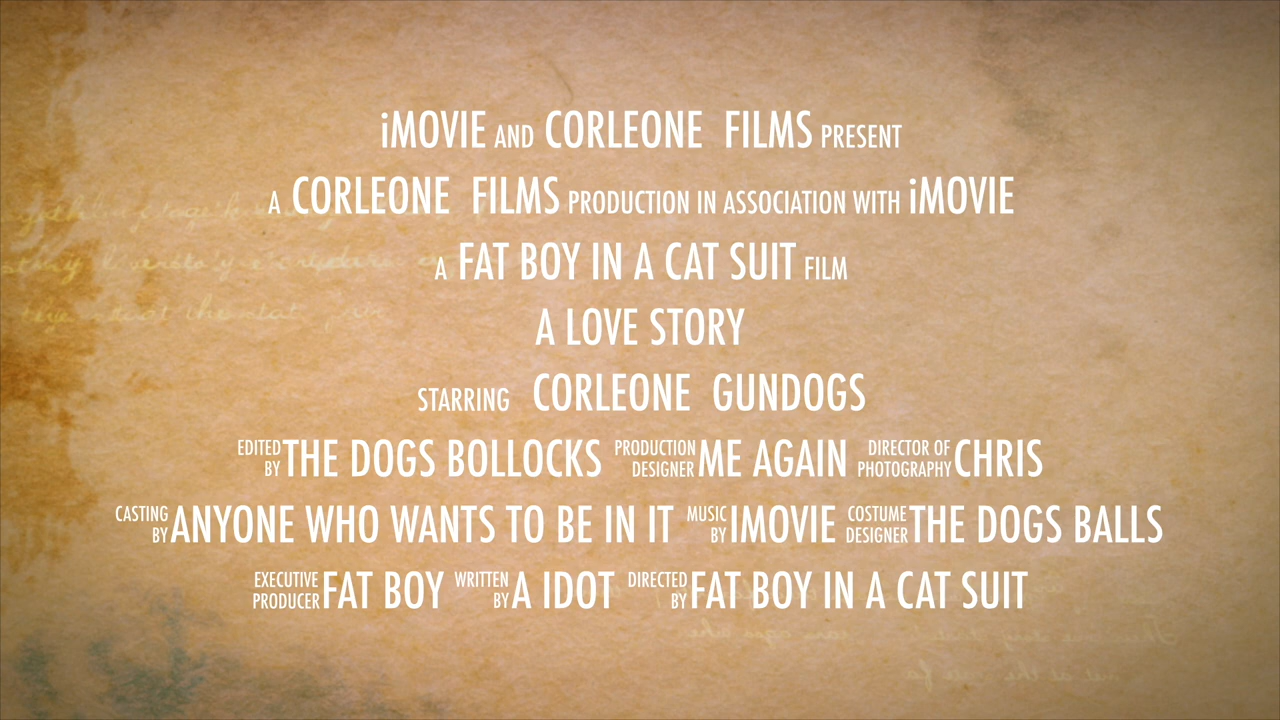 iMOVIE AND CORLEONE FILMS PRESENT
A CORLEONE FILMS PRODUCTION IN ASSOCIATION WITH iMOVIE
A FAT BOY IN A CAT SUIT FILM
A LOVE STORY
STARRING CORLEONE GUNDOGS
EDITED BY THE DOGS BOLLOCKS PRODUCTION DESIGNER ME AGAIN DIRECTOR OF PHOTOGRAPHY CHRIS
CASTING BY ANYONE WHO WANTS TO BE IN IT MUSIC BY IMOVIE COSTUME DESIGNER THE DOGS BALLS
EXECUTIVE PRODUCER FAT BOY WRITTEN BY A IDOT DIRECTED BY FAT BOY IN A CAT SUIT